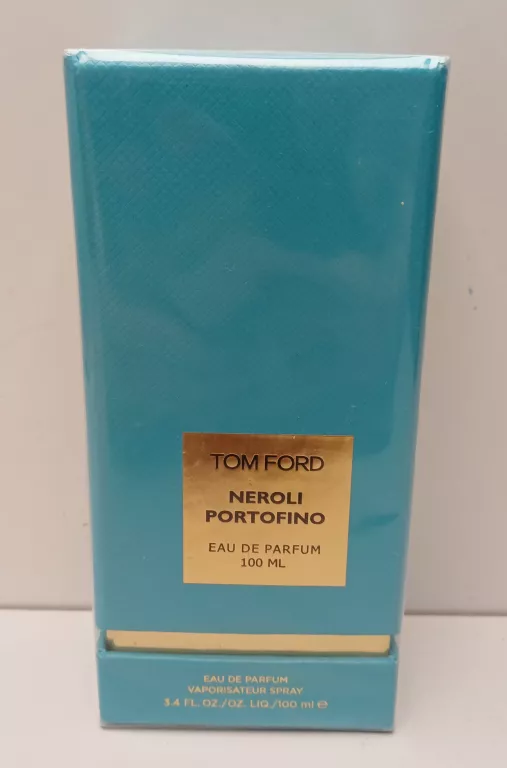 TOM FORD
NEROLI
PORTOFINO
EAU DE PARFUM
100 ML
EAU DE PARFUM
VAPORISATEUR SPRAY
3.4 FL. OZ./OZ. LIQ./100 ml ℮